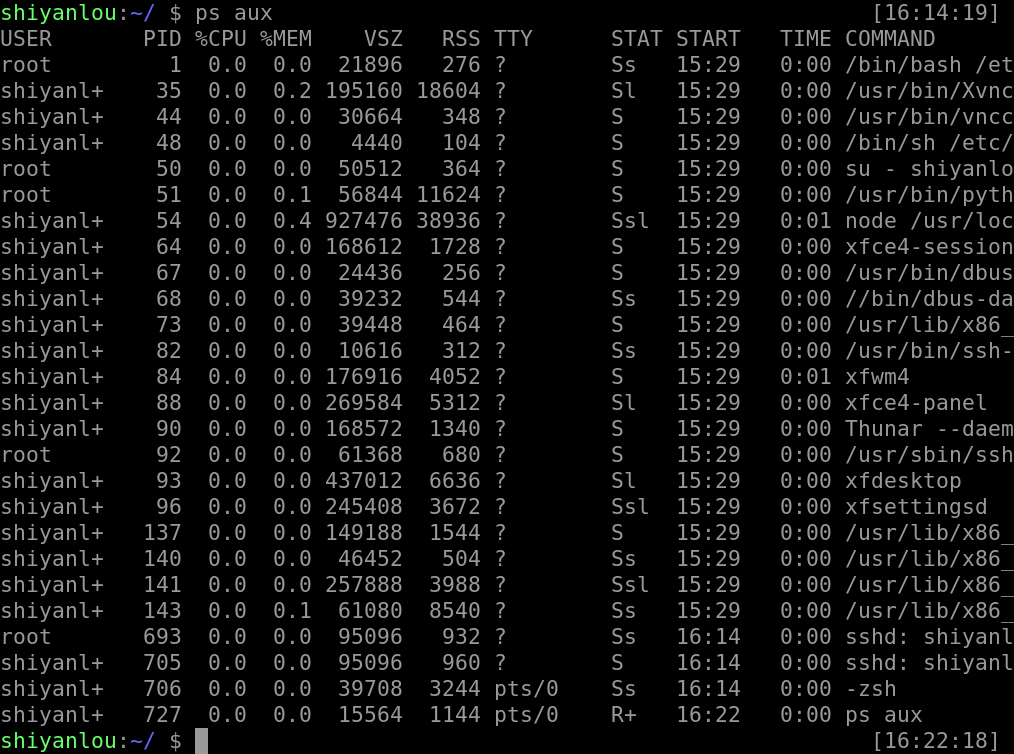 shiyanlou:~/ $ ps aux [16:14:19]
USER PID %CPU %MEM VSZ RSS TTY STAT START TIME COMMAND
root 1 0.0 0.0 21896 276 ? Ss 15:29 0:00 /bin/bash /et
shiyanl+ 35 0.0 0.2 195160 18604 ? Sl 15:29 0:00 /usr/bin/Xvnc
shiyanl+ 44 0.0 0.0 30664 348 ? S 15:29 0:00 /usr/bin/vncc
shiyanl+ 48 0.0 0.0 4440 104 ? S 15:29 0:00 /bin/sh /etc/
root 50 0.0 0.0 50512 364 ? S 15:29 0:00 su - shiyanlo
root 51 0.0 0.1 56844 11624 ? S 15:29 0:00 /usr/bin/pyth
shiyanl+ 54 0.0 0.4 927476 38936 ? Ssl 15:29 0:01 node /usr/loc
shiyanl+ 64 0.0 0.0 168612 1728 ? S 15:29 0:00 xfce4-session
shiyanl+ 67 0.0 0.0 24436 256 ? S 15:29 0:00 /usr/bin/dbus
shiyanl+ 68 0.0 0.0 39232 544 ? Ss 15:29 0:00 //bin/dbus-da
shiyanl+ 73 0.0 0.0 39448 464 ? S 15:29 0:00 /usr/lib/x86_
shiyanl+ 82 0.0 0.0 10616 312 ? Ss 15:29 0:00 /usr/bin/ssh-
shiyanl+ 84 0.0 0.0 176916 4052 ? S 15:29 0:01 xfwm4
shiyanl+ 88 0.0 0.0 269584 5312 ? Sl 15:29 0:00 xfce4-panel
shiyanl+ 90 0.0 0.0 168572 1340 ? S 15:29 0:00 Thunar --daem
root 92 0.0 0.0 61368 680 ? S 15:29 0:00 /usr/sbin/ssh
shiyanl+ 93 0.0 0.0 437012 6636 ? Sl 15:29 0:00 xfdesktop
shiyanl+ 96 0.0 0.0 245408 3672 ? Ssl 15:29 0:00 xfsettingsd
shiyanl+ 137 0.0 0.0 149188 1544 ? S 15:29 0:00 /usr/lib/x86_
shiyanl+ 140 0.0 0.0 46452 504 ? Ss 15:29 0:00 /usr/lib/x86_
shiyanl+ 141 0.0 0.0 257888 3988 ? Ssl 15:29 0:00 /usr/lib/x86_
shiyanl+ 143 0.0 0.1 61080 8540 ? Ss 15:29 0:00 /usr/lib/x86_
root 693 0.0 0.0 95096 932 ? Ss 16:14 0:00 sshd: shiyanl
shiyanl+ 705 0.0 0.0 95096 960 ? S 16:14 0:00 sshd: shiyanl
shiyanl+ 706 0.0 0.0 39708 3244 pts/0 Ss 16:14 0:00 -zsh
shiyanl+ 727 0.0 0.0 15564 1144 pts/0 R+ 16:22 0:00 ps aux
shiyanlou:~/ $ [16:22:18]